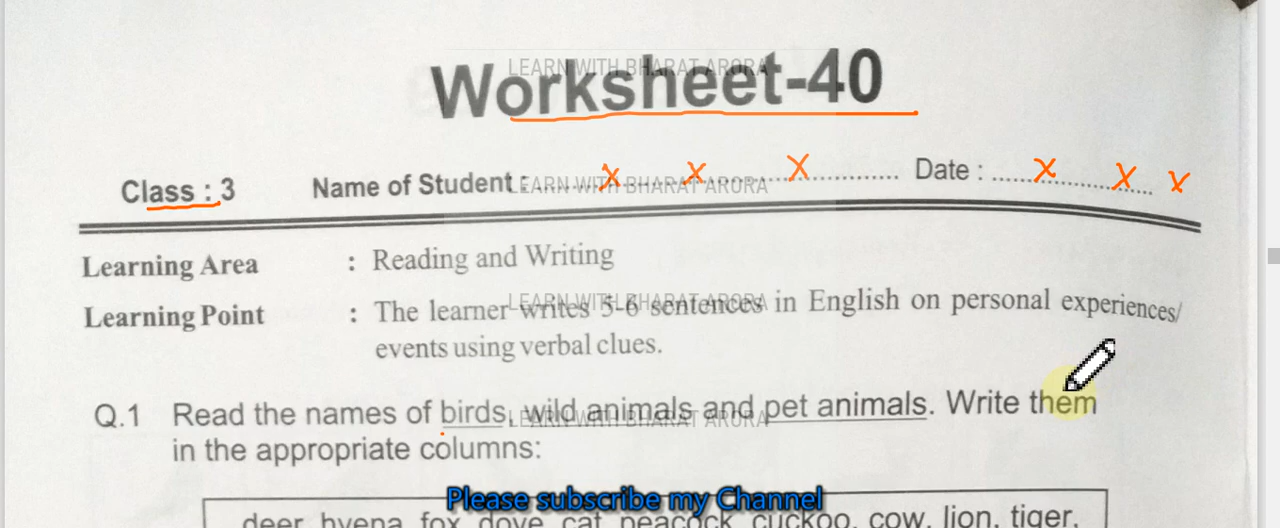 Worksheet-40
LEARN WITH BHARAT ARORA
Class : 3 Name of Student : ..... X X X ..... Date : ..... X X X
LEARN WITH BHARAT ARORA
Learning Area : Reading and Writing
Learning Point : The learner writes 5-6 sentences in English on personal experiences/
LEARN WITH BHARAT ARORA
events using verbal clues.
Q.1 Read the names of birds, wild animals and pet animals. Write them
LEARN WITH BHARAT ARORA
in the appropriate columns:
Please subscribe my Channel
deer, hyena, fox, dove, cat, peacock, cuckoo, cow, lion, tiger,